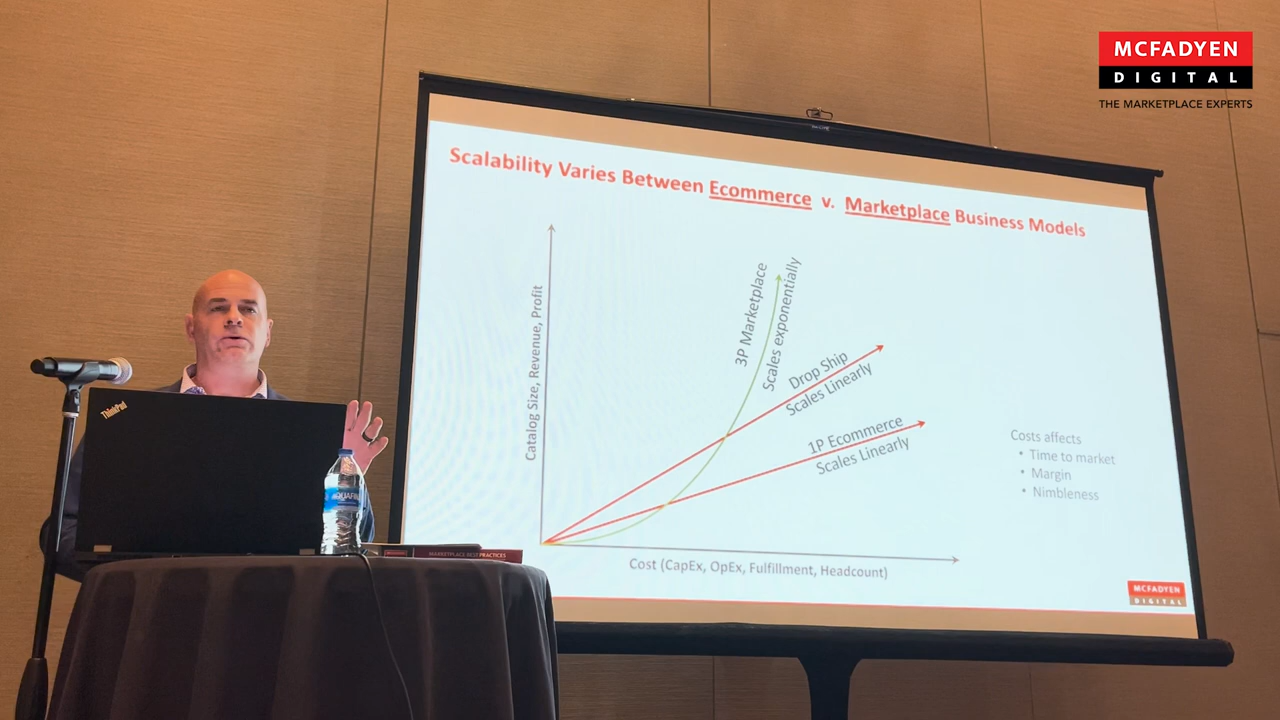 MCFADYEN
DIGITAL
THE MARKETPLACE EXPERTS
Scalability Varies Between Ecommerce v. Marketplace Business Models
Catalog Size, Revenue, Profit
3P Marketplace
Scales exponentially
Drop Ship
Scales Linearly
1P Ecommerce
Scales Linearly
Costs affects
• Time to market
• Margin
• Nimbleness
Cost (CapEx, OpEx, Fulfillment, Headcount)
MCFADYEN
DIGITAL
ThinkPad
AQUAFINA
MARKETPLACE BEST PRACTICES